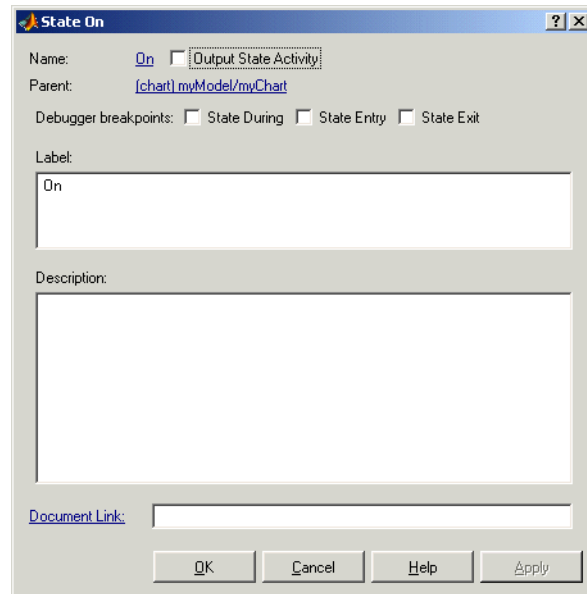 State On
Name: On Output State Activity
Parent: (chart) myModel/myChart
Debugger breakpoints: State During State Entry State Exit
Label:
On
Description:
Document Link:
OK Cancel Help Apply